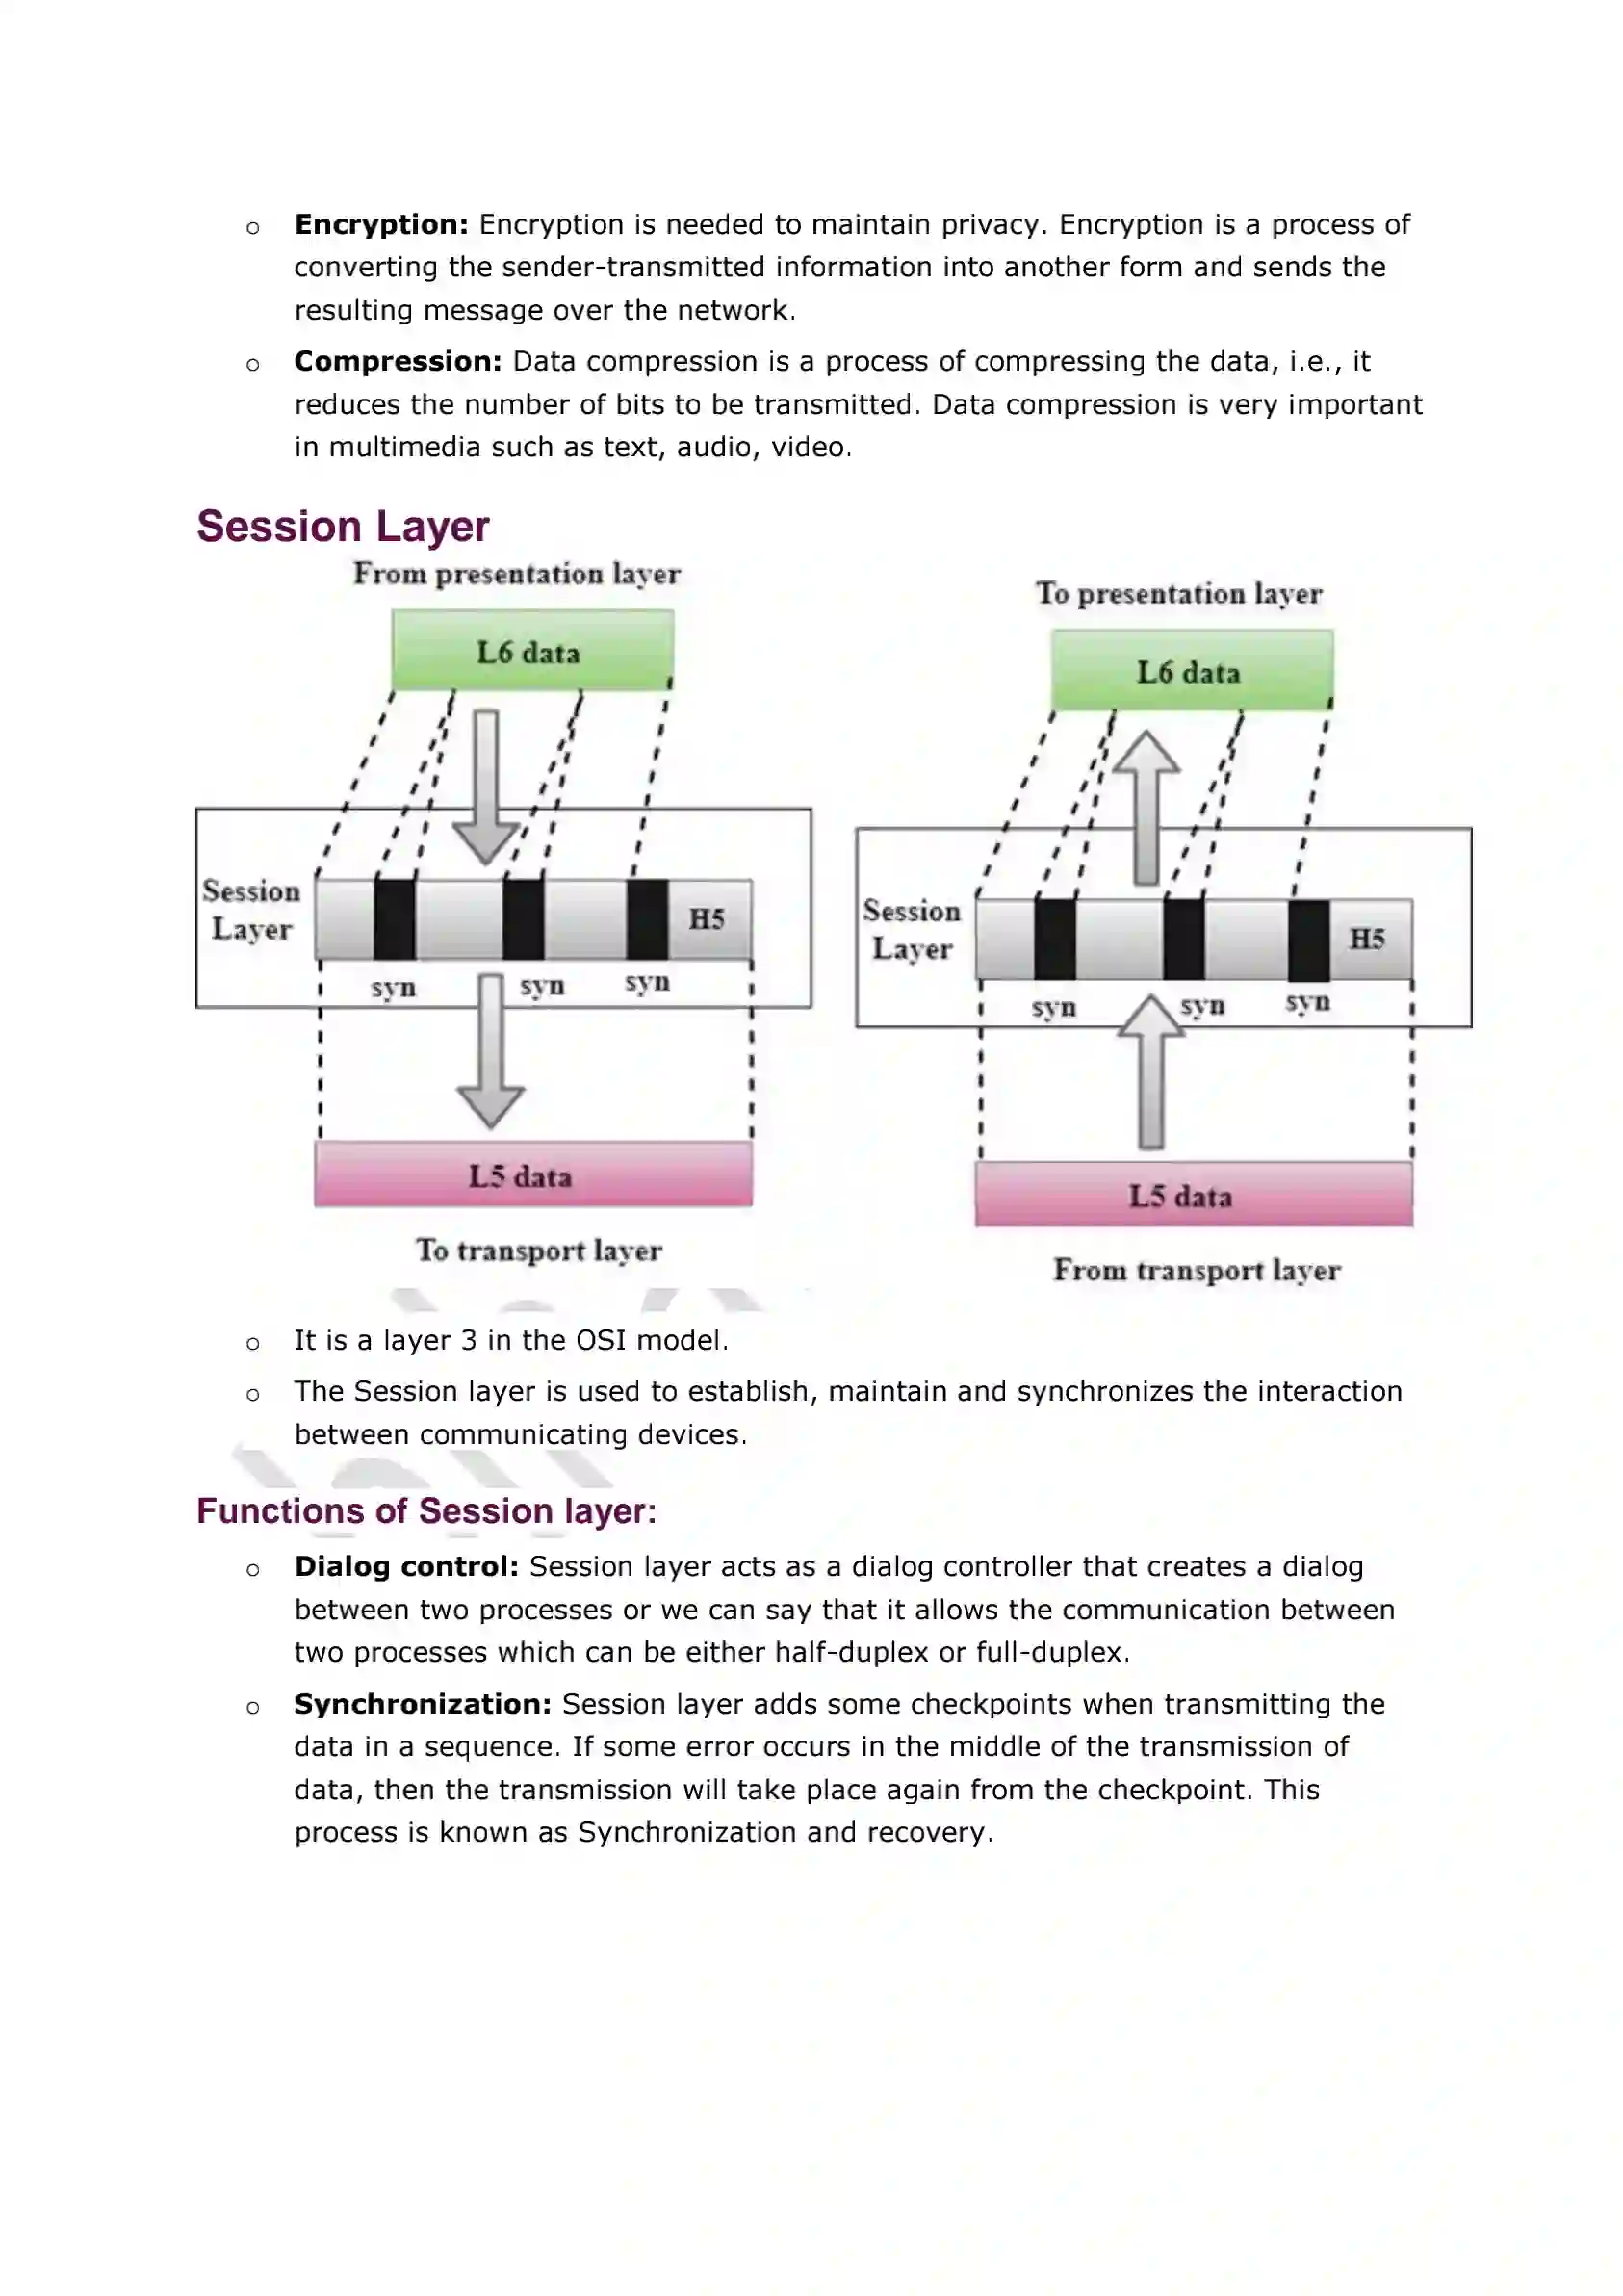 o Encryption: Encryption is needed to maintain privacy. Encryption is a process of
converting the sender-transmitted information into another form and sends the
resulting message over the network.
o Compression: Data compression is a process of compressing the data, i.e., it
reduces the number of bits to be transmitted. Data compression is very important
in multimedia such as text, audio, video.
Session Layer
From presentation layer
L6 data
Session
Layer
H5
syn syn syn
L5 data
To transport layer
To presentation layer
L6 data
Session
Layer
H5
syn syn syn
L5 data
From transport layer
o It is a layer 3 in the OSI model.
o The Session layer is used to establish, maintain and synchronizes the interaction
between communicating devices.
Functions of Session layer:
o Dialog control: Session layer acts as a dialog controller that creates a dialog
between two processes or we can say that it allows the communication between
two processes which can be either half-duplex or full-duplex.
o Synchronization: Session layer adds some checkpoints when transmitting the
data in a sequence. If some error occurs in the middle of the transmission of
data, then the transmission will take place again from the checkpoint. This
process is known as Synchronization and recovery.